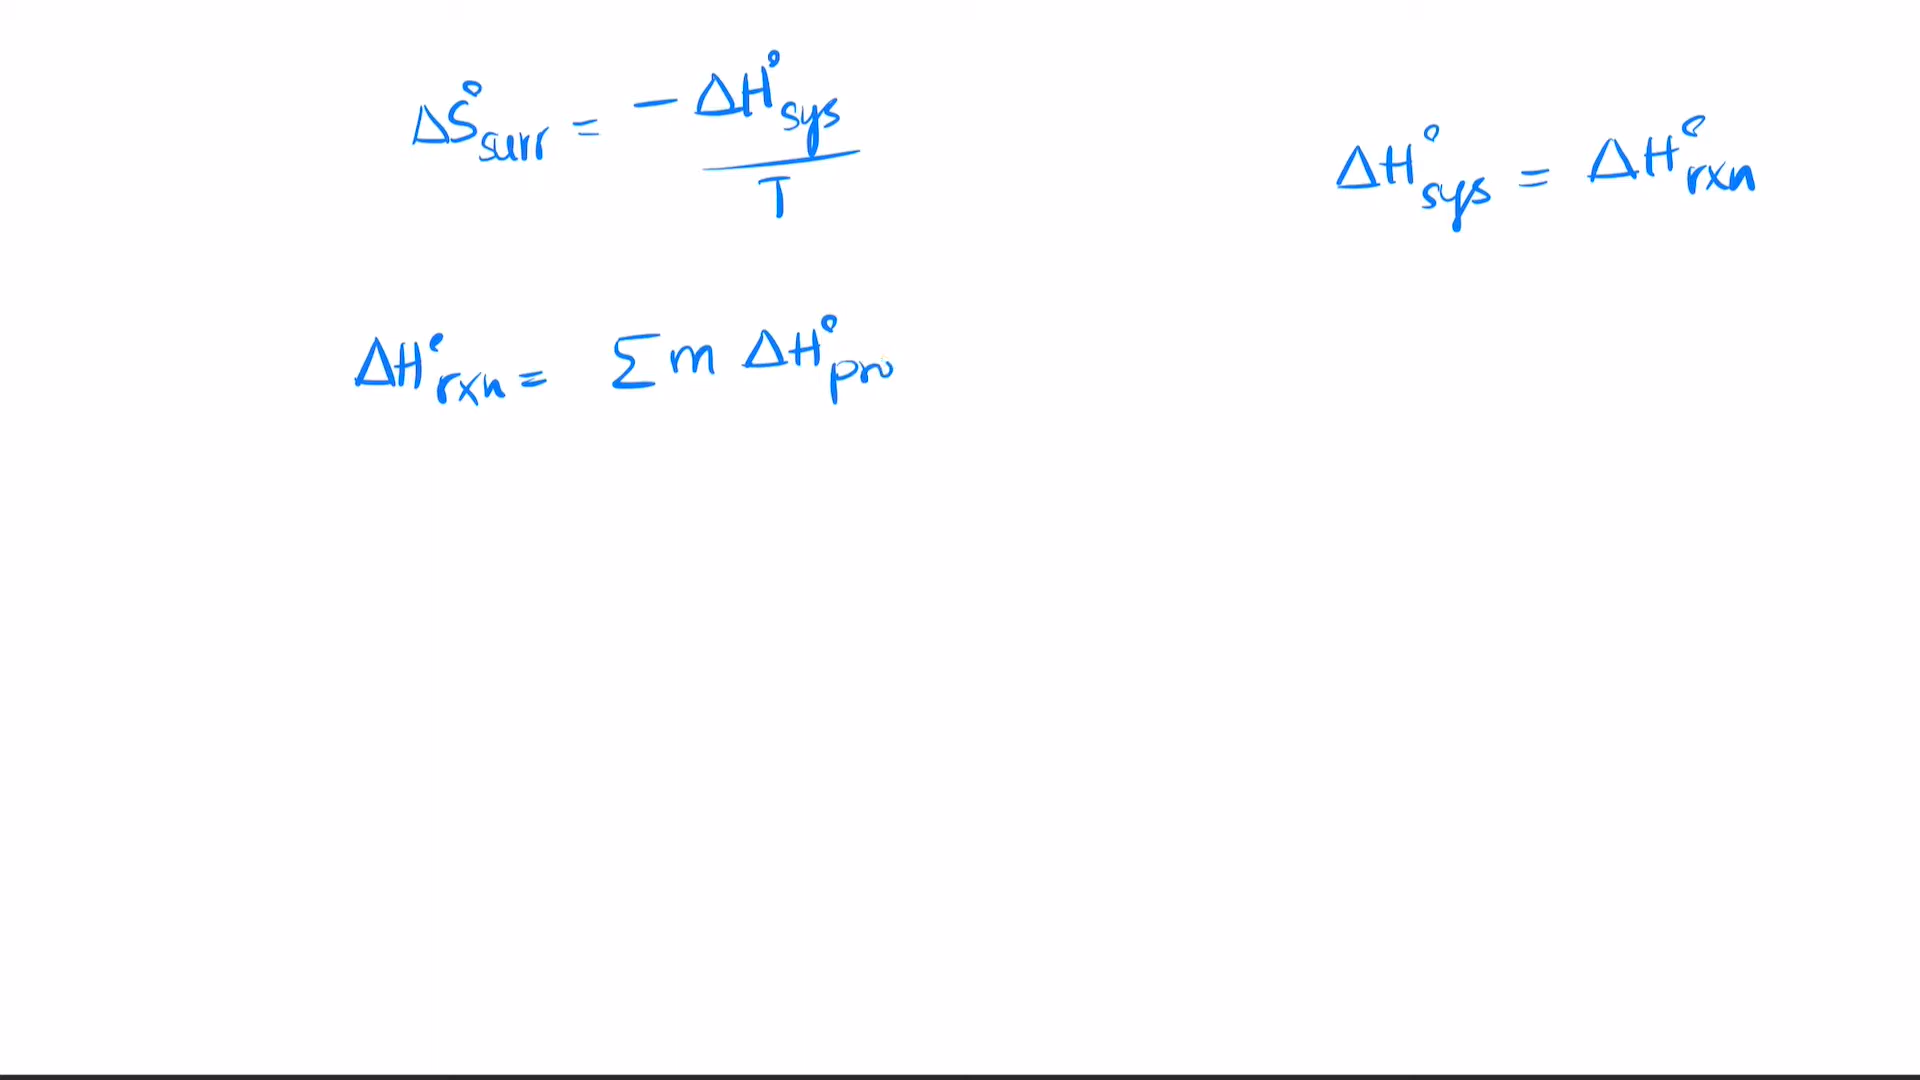 ΔS°surr = -ΔH°sys / T
ΔH°sys = ΔH°rxn
ΔH°rxn = Σm ΔH°pro